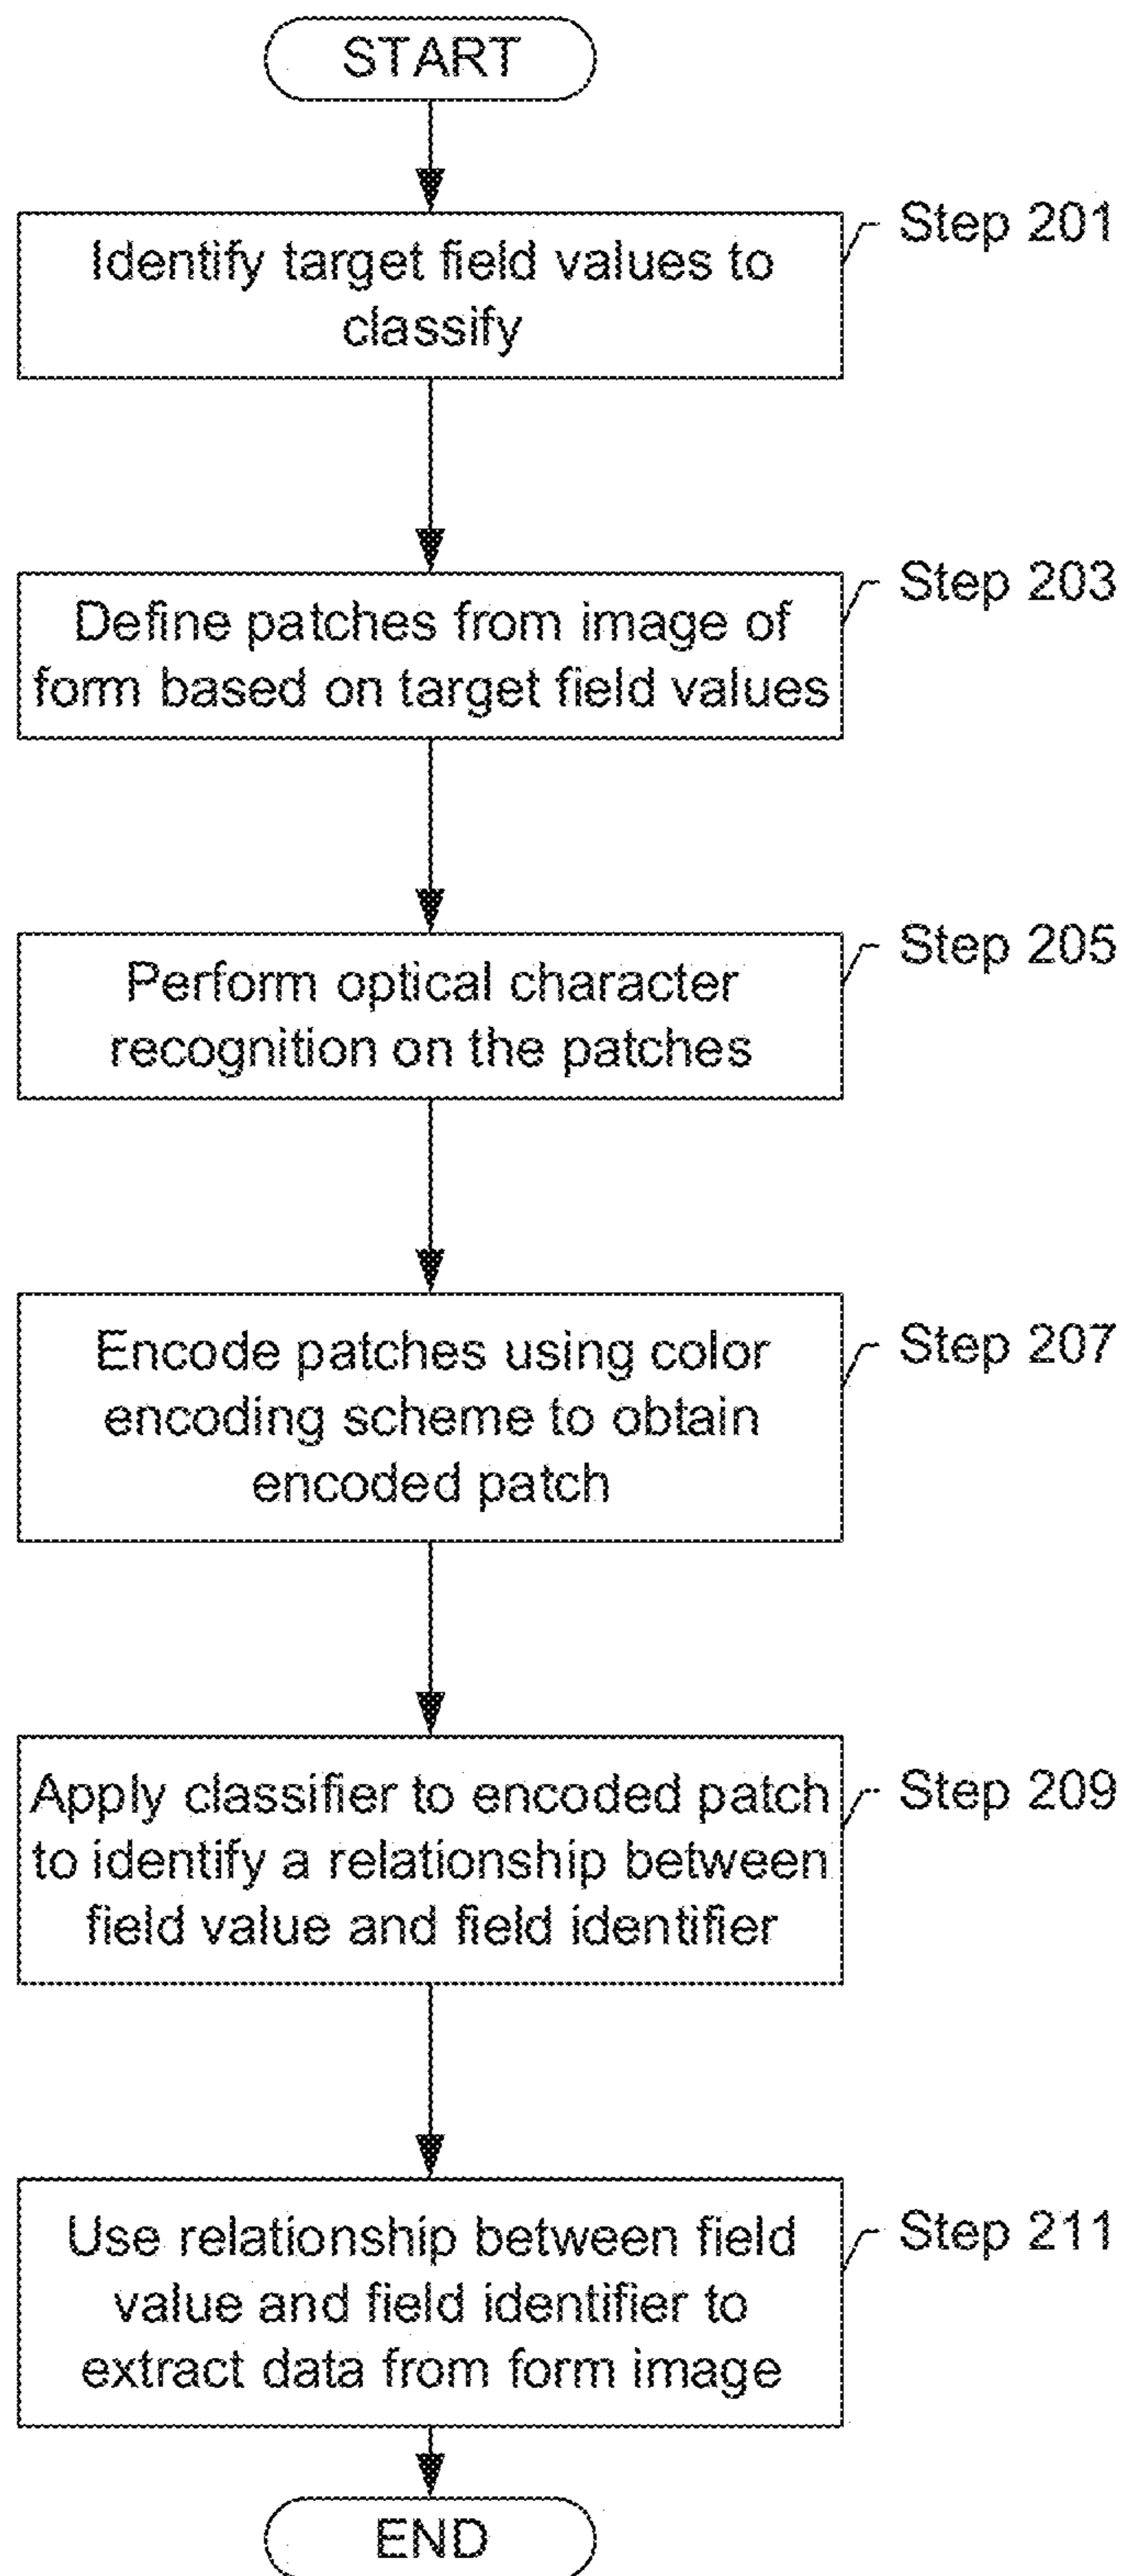 START
Step 201
Identify target field values to
classify
Step 203
Define patches from image of
form based on target field values
Step 205
Perform optical character
recognition on the patches
Step 207
Encode patches using color
encoding scheme to obtain
encoded patch
Step 209
Apply classifier to encoded patch
to identify a relationship between
field value and field identifier
Step 211
Use relationship between field
value and field identifier to
extract data from form image
END